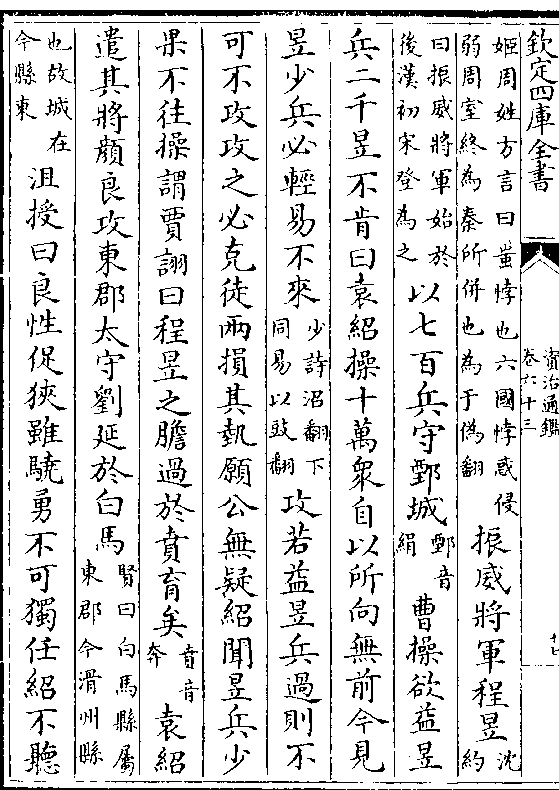 欽定四庫全書
資治通鑑
卷六十三
姬周姓方言曰蚩悖也六國悖惑侵
弱周室終為秦所併也為于偽翻
振威將軍程昱
沈約
曰振威將軍始於
後漢初宋登為之
以七百兵守鄄城
鄄音
絹
曹操欲益昱
兵二千昱不肯曰袁紹操十萬衆自以所向無前今見
昱少兵必輕易不來
少詩沼翻下
同易以豉翻
攻若益昱兵過則不
可不攻攻之必克徒兩損其埶願公無疑紹聞昱兵少
果不往操謂賈詡曰程昱之膽過於賁育矣
賁音
奔
袁紹
遣其將顏良攻東郡太守劉延於白馬
賢曰白馬縣屬
東郡今滑州縣
也故城在
今縣東
沮授曰良性促狹雖驍勇不可獨任紹不聽